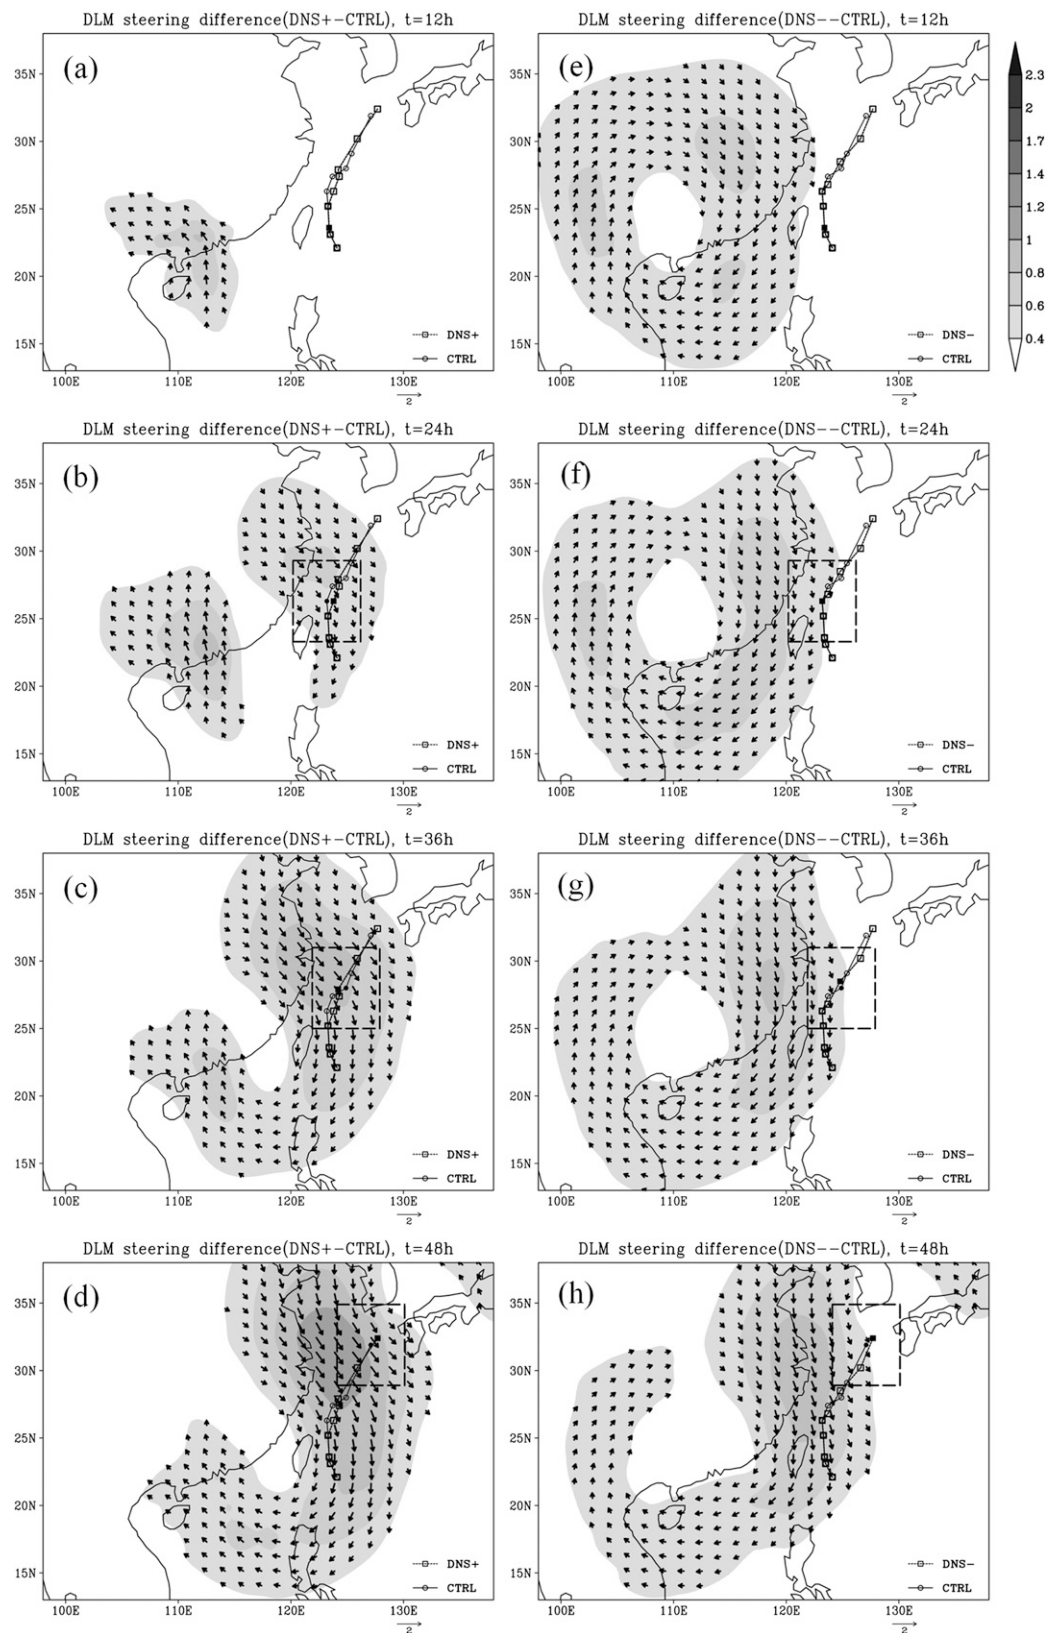 DLM steering difference(DNS+-CTRL), t=12h
(a)
35N
30N
25N
20N
15N
100E 110E 120E 130E
DNS+
CTRL
2
DLM steering difference(DNS--CTRL), t=12h
(e)
35N
30N
25N
20N
15N
100E 110E 120E 130E
DNS-
CTRL
2
2.3
2
1.7
1.4
1.2
1
0.8
0.6
0.4
DLM steering difference(DNS+-CTRL), t=24h
(b)
35N
30N
25N
20N
15N
100E 110E 120E 130E
DNS+
CTRL
2
DLM steering difference(DNS--CTRL), t=24h
(f)
35N
30N
25N
20N
15N
100E 110E 120E 130E
DNS-
CTRL
2
DLM steering difference(DNS+-CTRL), t=36h
(c)
35N
30N
25N
20N
15N
100E 110E 120E 130E
DNS+
CTRL
2
DLM steering difference(DNS--CTRL), t=36h
(g)
35N
30N
25N
20N
15N
100E 110E 120E 130E
DNS-
CTRL
2
DLM steering difference(DNS+-CTRL), t=48h
(d)
35N
30N
25N
20N
15N
100E 110E 120E 130E
DNS+
CTRL
2
DLM steering difference(DNS--CTRL), t=48h
(h)
35N
30N
25N
20N
15N
100E 110E 120E 130E
DNS-
CTRL
2